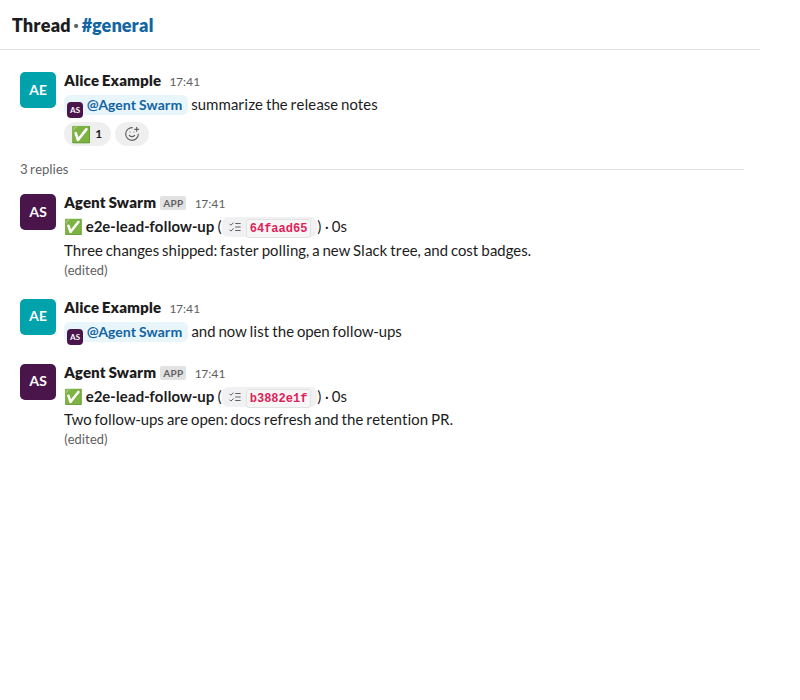 Thread • #general
AE
Alice Example 17:41
AS @Agent Swarm summarize the release notes
✅ 1
3 replies
AS
Agent Swarm APP 17:41
✅ e2e-lead-follow-up ( 64faad65 ) · 0s
Three changes shipped: faster polling, a new Slack tree, and cost badges.
(edited)
AE
Alice Example 17:41
AS @Agent Swarm and now list the open follow-ups
AS
Agent Swarm APP 17:41
✅ e2e-lead-follow-up ( b3882e1f ) · 0s
Two follow-ups are open: docs refresh and the retention PR.
(edited)